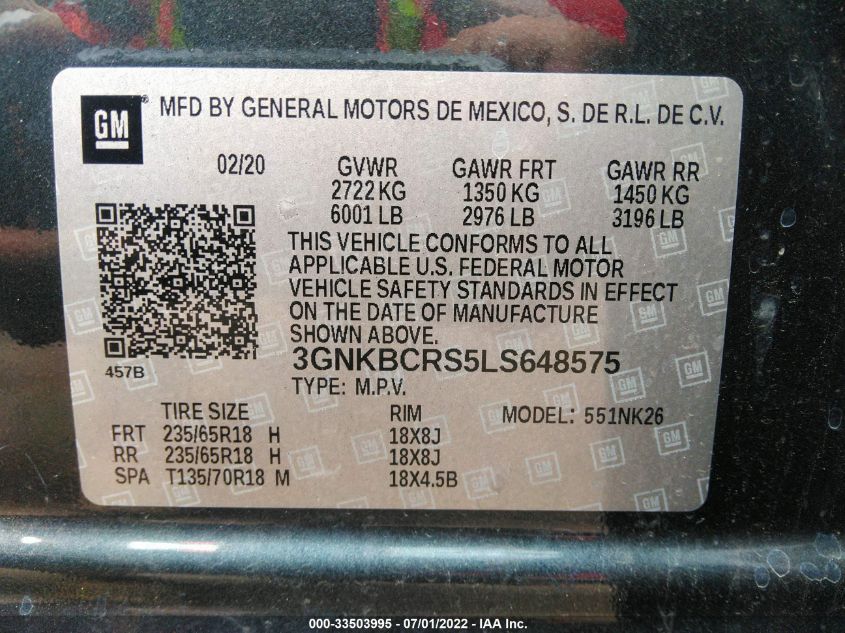 GM ® MFD BY GENERAL MOTORS DE MEXICO, S. DE R.L. DE C.V.
02/20 GVWR GAWR FRT GAWR RR
2722 KG 1350 KG 1450 KG
6001 LB 2976 LB 3196 LB
THIS VEHICLE CONFORMS TO ALL
APPLICABLE U.S. FEDERAL MOTOR
VEHICLE SAFETY STANDARDS IN EFFECT
ON THE DATE OF MANUFACTURE
SHOWN ABOVE.
3GNKBCRS5LS648575
457B
TYPE: M.P.V.
TIRE SIZE RIM MODEL: 551NK26
FRT 235/65R18 H 18X8J
RR 235/65R18 H 18X8J
SPA T135/70R18 M 18X4.5B
000-33503995 - 07/01/2022 - IAA Inc.